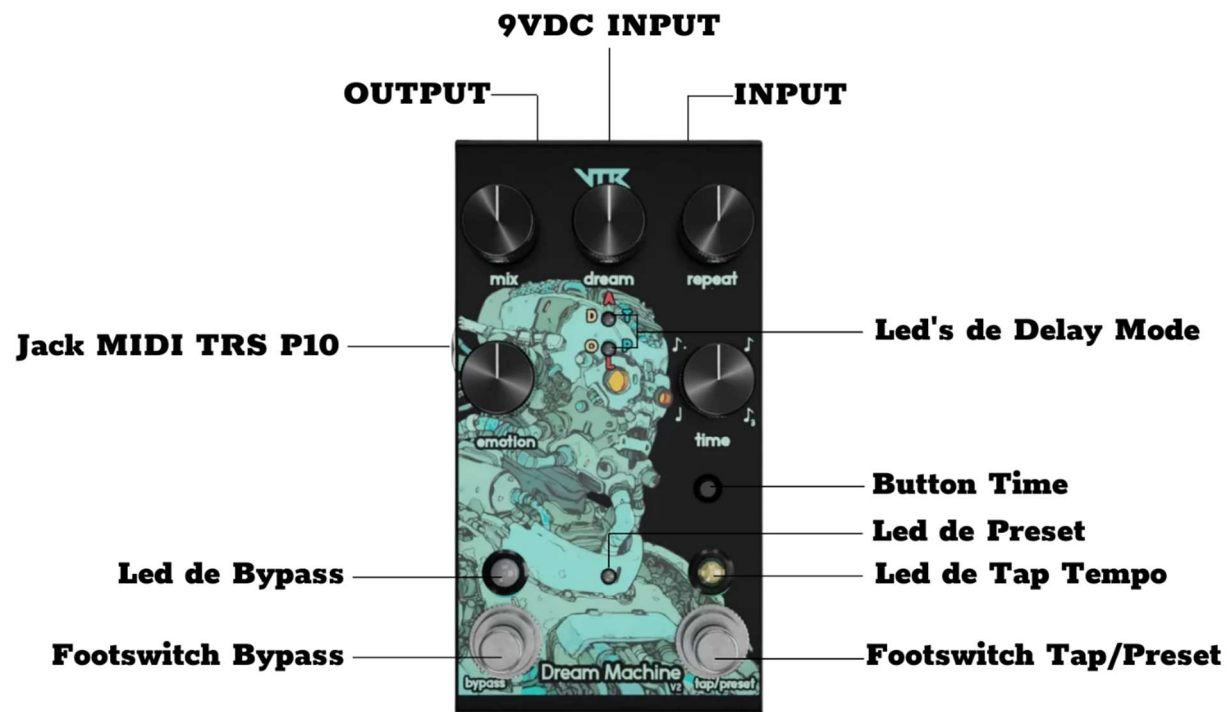 9VDC INPUT
OUTPUT
INPUT
VTR
mix
dream
repeat
A
D T
O P
L
Jack MIDI TRS P10
Led's de Delay Mode
emotion
3
time
Button Time
Led de Preset
Led de Bypass
Led de Tap Tempo
Footswitch Bypass
Footswitch Tap/Preset
bypass
Dream Machine
V2
tap/preset